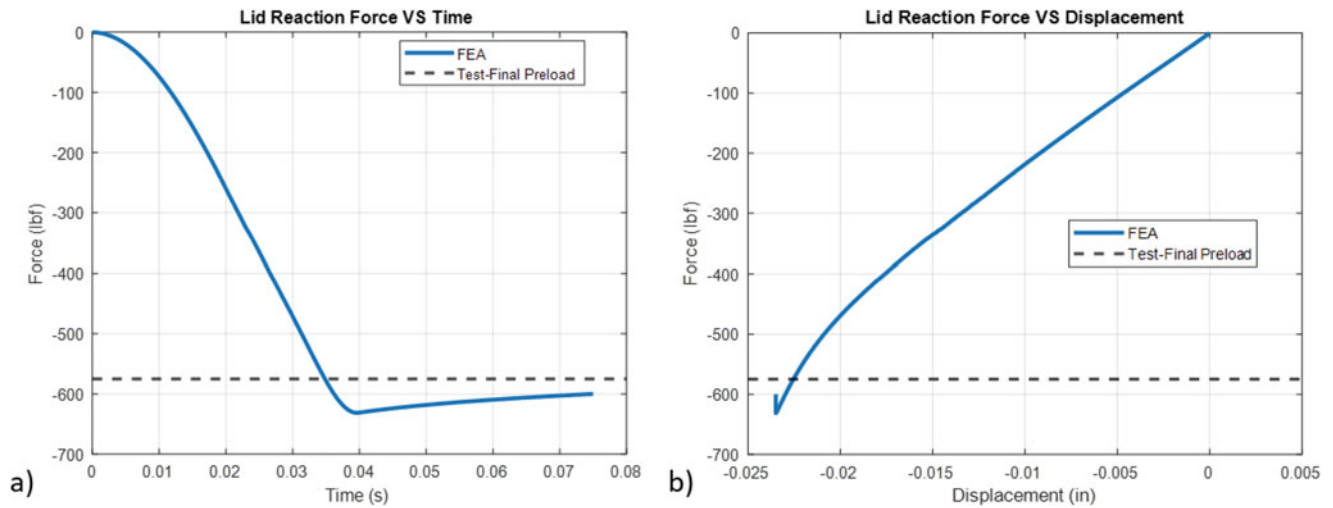 Lid Reaction Force VS Time
0
-100
-200
-300
-400
-500
-600
-700
Force (lbf)
FEA
Test-Final Preload
0
0.01
0.02
0.03
0.04
0.05
0.06
0.07
0.08
Time (s)
a)
Lid Reaction Force VS Displacement
0
-100
-200
-300
-400
-500
-600
-700
Force (lbf)
FEA
Test-Final Preload
-0.025
-0.02
-0.015
-0.01
-0.005
0
0.005
Displacement (in)
b)